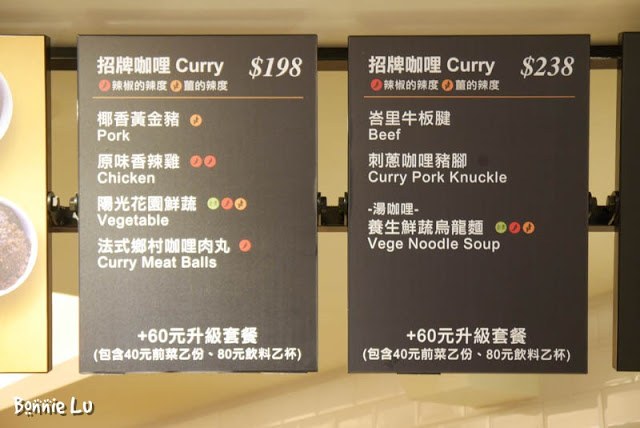 招牌咖哩 Curry $198
辣椒的辣度 薑的辣度
椰香黃金豬
Pork
原味香辣雞
Chicken
陽光花園鮮蔬
Vegetable
法式鄉村咖哩肉丸
Curry Meat Balls
+60元升級套餐
(包含40元前菜乙份、80元飲料乙杯)
招牌咖哩 Curry $238
辣椒的辣度 薑的辣度
峇里牛板腱
Beef
刺蔥咖哩豬腳
Curry Pork Knuckle
-湯咖哩-
養生鮮蔬烏龍麵
Vege Noodle Soup
+60元升級套餐
(包含40元前菜乙份、80元飲料乙杯)
Bonnie Lu